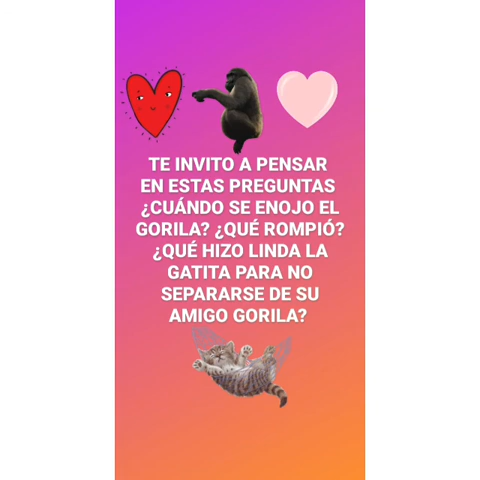 TE INVITO A PENSAR
EN ESTAS PREGUNTAS
¿CUÁNDO SE ENOJO EL
GORILA? ¿QUÉ ROMPIÓ?
¿QUÉ HIZO LINDA LA
GATITA PARA NO
SEPARARSE DE SU
AMIGO GORILA?